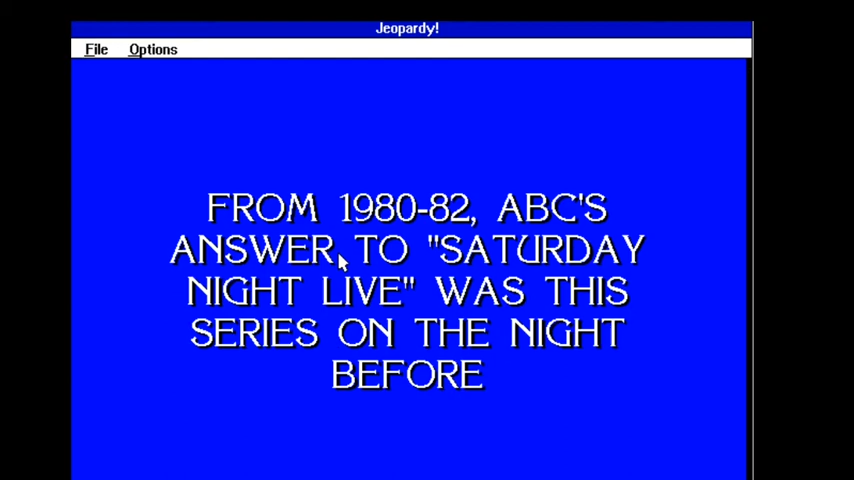 Jeopardy!
File Options
FROM 1980-82, ABC'S
ANSWER TO "SATURDAY
NIGHT LIVE" WAS THIS
SERIES ON THE NIGHT
BEFORE